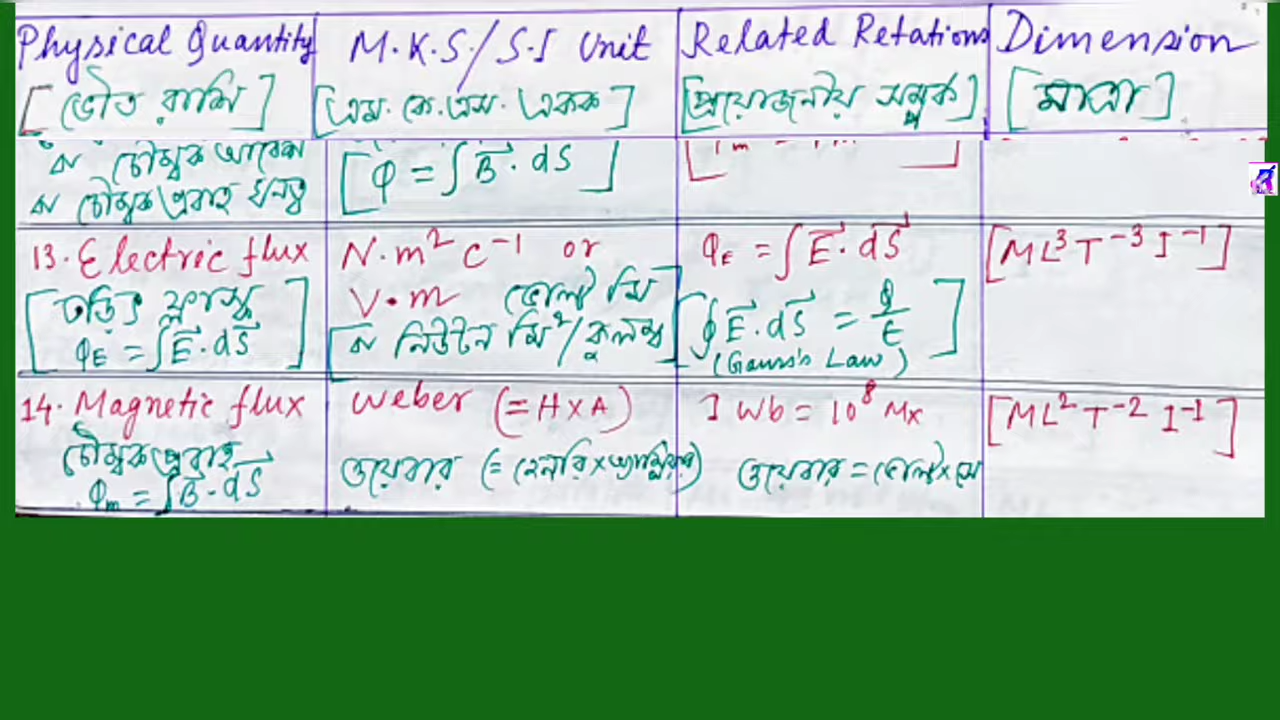 Physical Quantity
[ভৌত রাশি]
M.K.S./S.I Unit
[এম. কে. এস. একক]
Related Retations
[প্রয়োজনীয় সম্পর্ক]
Dimension
[মাত্রা]
বা চৌম্বক আবেশ
বা চৌম্বক প্রবাহ ঘনত্ব
[φ = ∫B⃗ . dS]
13. Electric flux
[তড়িৎ ফ্লাক্স
φE = ∫E⃗ . dS⃗]
N.m² C⁻¹ or
V.m ভোল্ট মি
[বা নিউটন মি²/কুলম্ব]
φE = ∫E⃗ . dS⃗
[∮E⃗ . dS⃗ = Q/ε
(Gauss's Law)]
[ML³T⁻³I⁻¹]
14. Magnetic flux
চৌম্বক প্রবাহ
φm = ∫B⃗ . dS⃗
Weber (= H×A)
ওয়েবার (= হেনরি×অ্যাম্পিয়ার)
1 Wb = 10⁸ Mx
ওয়েবার = ভোল্ট×সে
[ML²T⁻²I⁻¹]